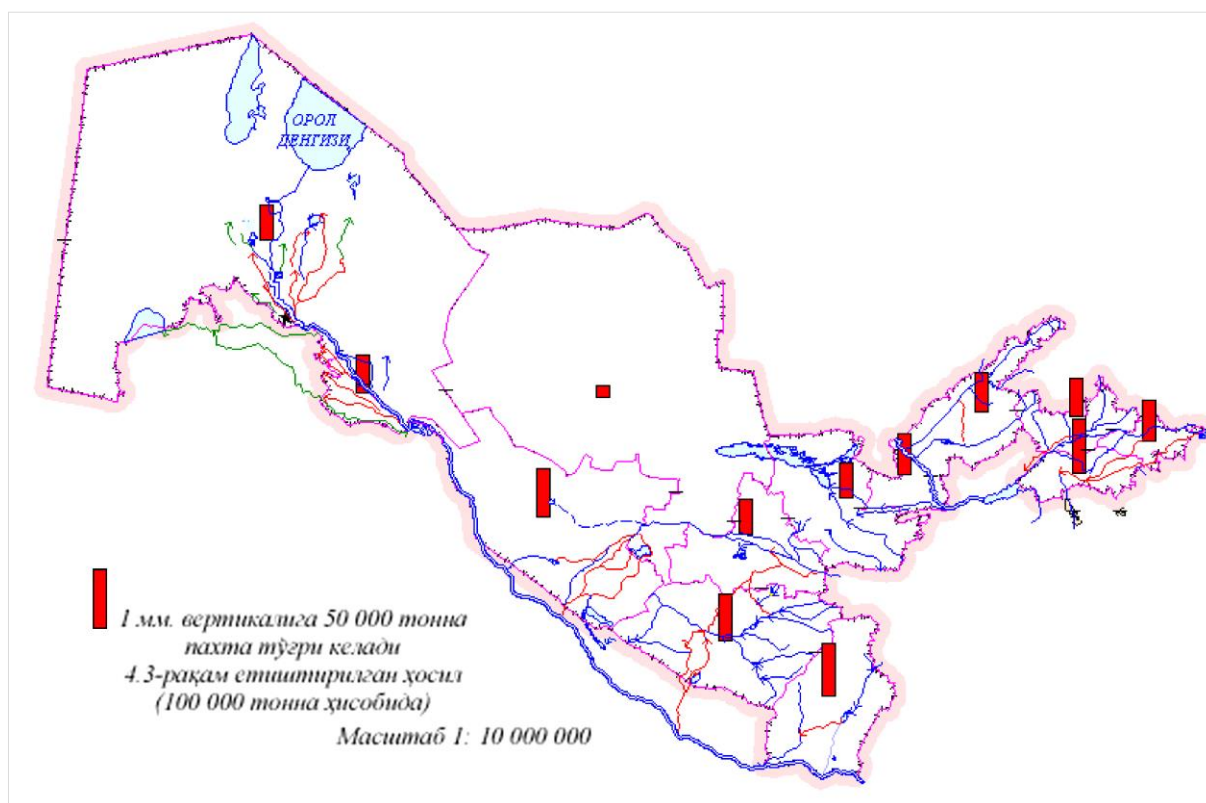 ОРОЛ
ДЕНГИЗИ
1 мм. вертикалига 50 000 тонна
пахта тўғри келади
4.3-рақам етиштирилган ҳосил
(100 000 тонна ҳисобида)
Масштаб 1: 10 000 000